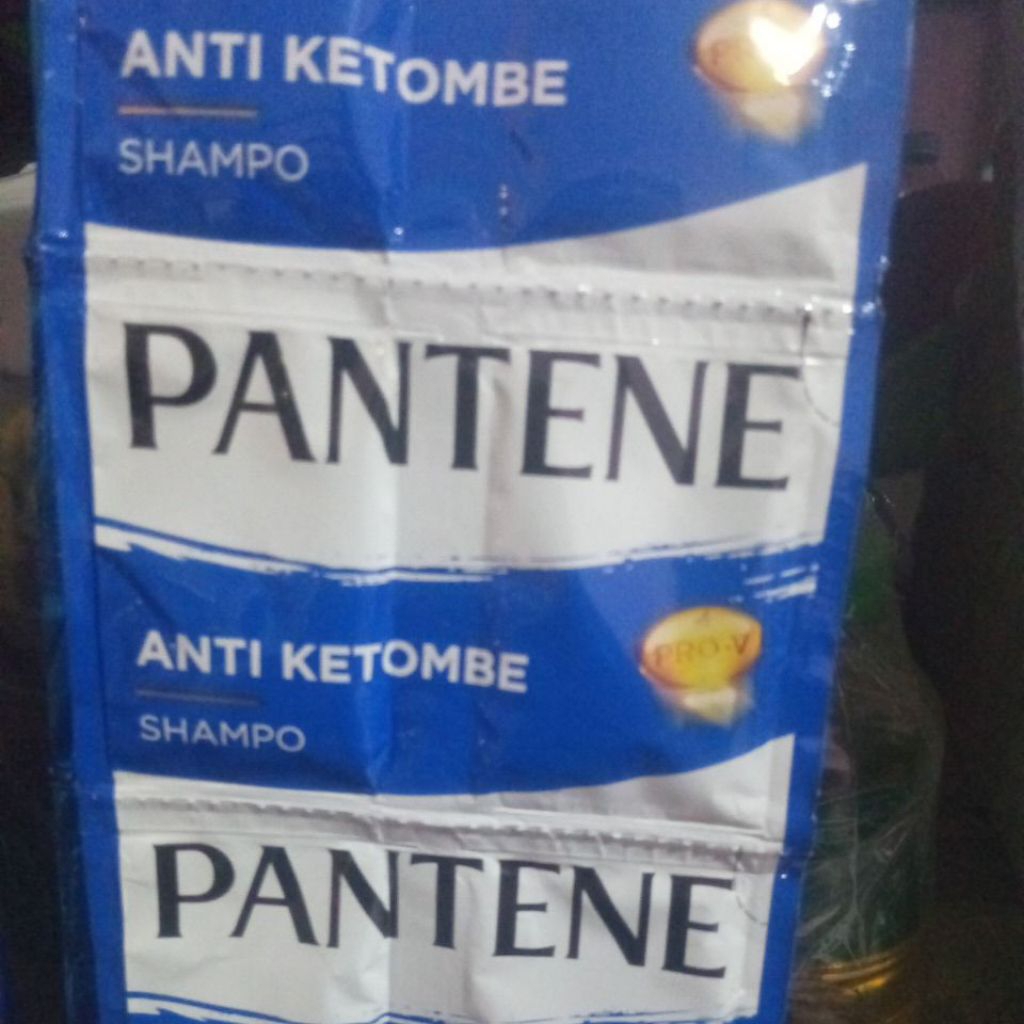 ANTI KETOMBE
SHAMPO
PANTENE
ANTI KETOMBE
PRO-V
SHAMPO
PANTENE